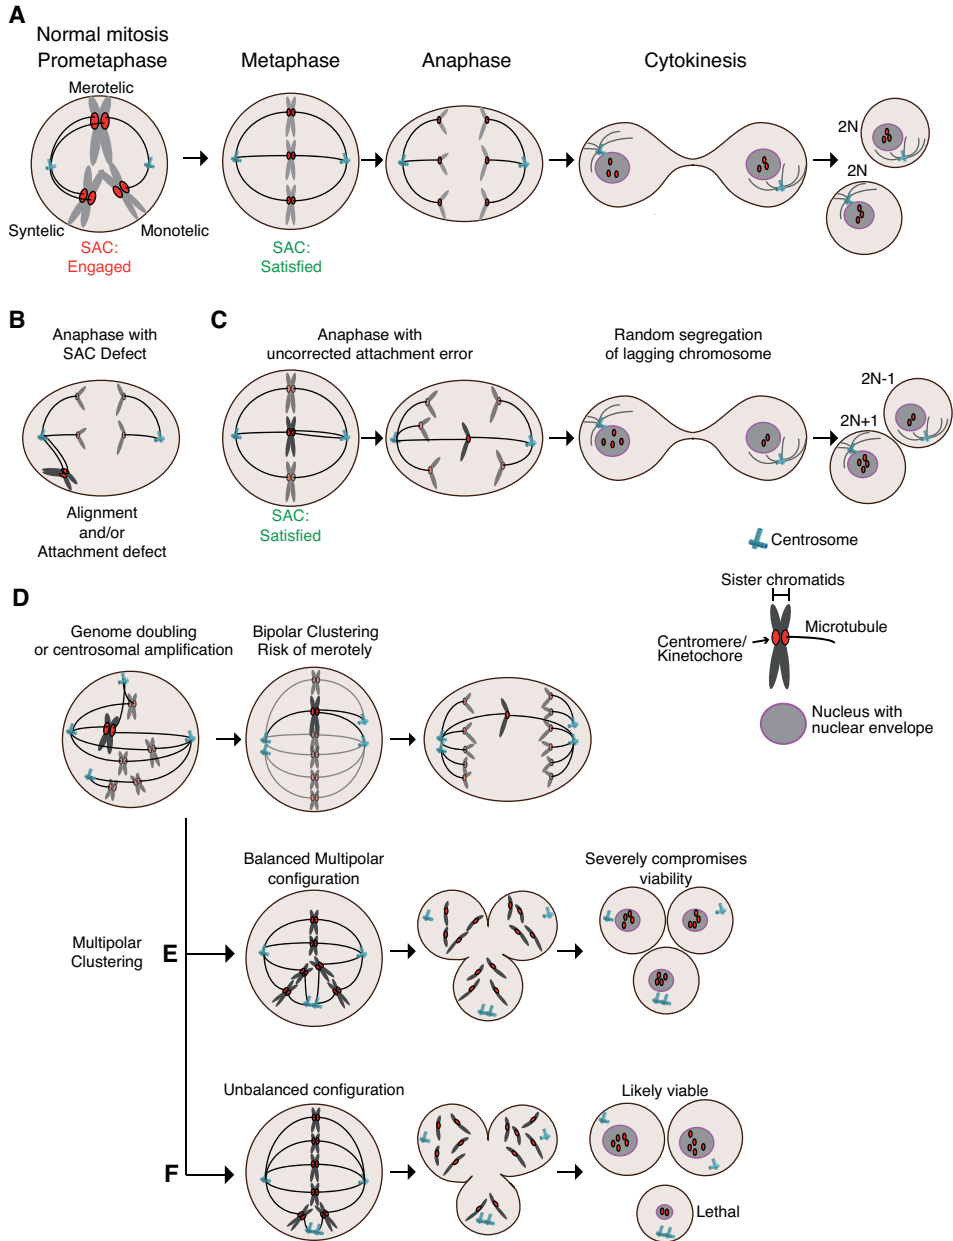 A
Normal mitosis
Prometaphase
Metaphase
Anaphase
Cytokinesis
Merotelic
2N
2N
Syntelic
Monotelic
SAC:
Engaged
SAC:
Satisfied
B
Anaphase with
SAC Defect
Alignment
and/or
Attachment defect
C
Anaphase with
uncorrected attachment error
Random segregation
of lagging chromosome
2N-1
2N+1
SAC:
Satisfied
Centrosome
Sister chromatids
Microtubule
Centromere/
Kinetochore
Nucleus with
nuclear envelope
D
Genome doubling
or centrosomal amplification
Bipolar Clustering
Risk of merotely
Multipolar
Clustering
E
Balanced Multipolar
configuration
Severely compromises
viability
F
Unbalanced configuration
Likely viable
Lethal